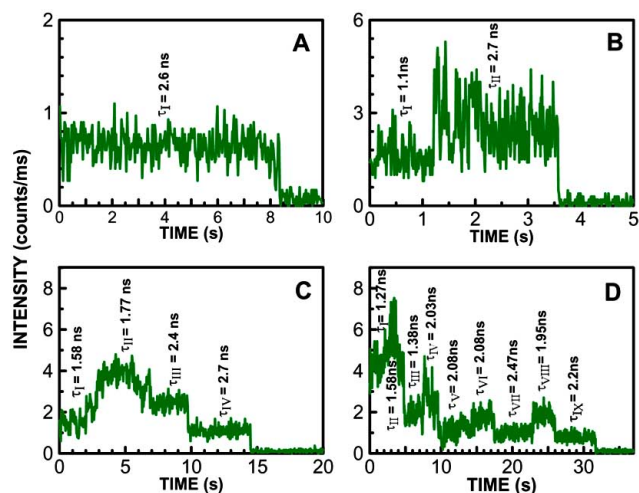 A
τI = 2.6 ns
2
1
0
0 2 4 6 8 10
TIME (s)
B
τI = 1.1ns
τII = 2.7 ns
6
3
0
0 1 2 3 4 5
TIME (s)
INTENSITY (counts/ms)
C
τI = 1.58 ns
τII = 1.77 ns
τIII = 2.4 ns
τIV = 2.7 ns
8
6
4
2
0
0 5 10 15 20
TIME (s)
D
τI = 1.27ns
τII = 1.58ns
τIII = 1.38ns
τIV = 2.03ns
τV = 2.08ns
τVI = 2.08ns
τVII = 2.47ns
τVIII = 1.95ns
τIX = 2.2ns
8
6
4
2
0
0 10 20 30
TIME (s)